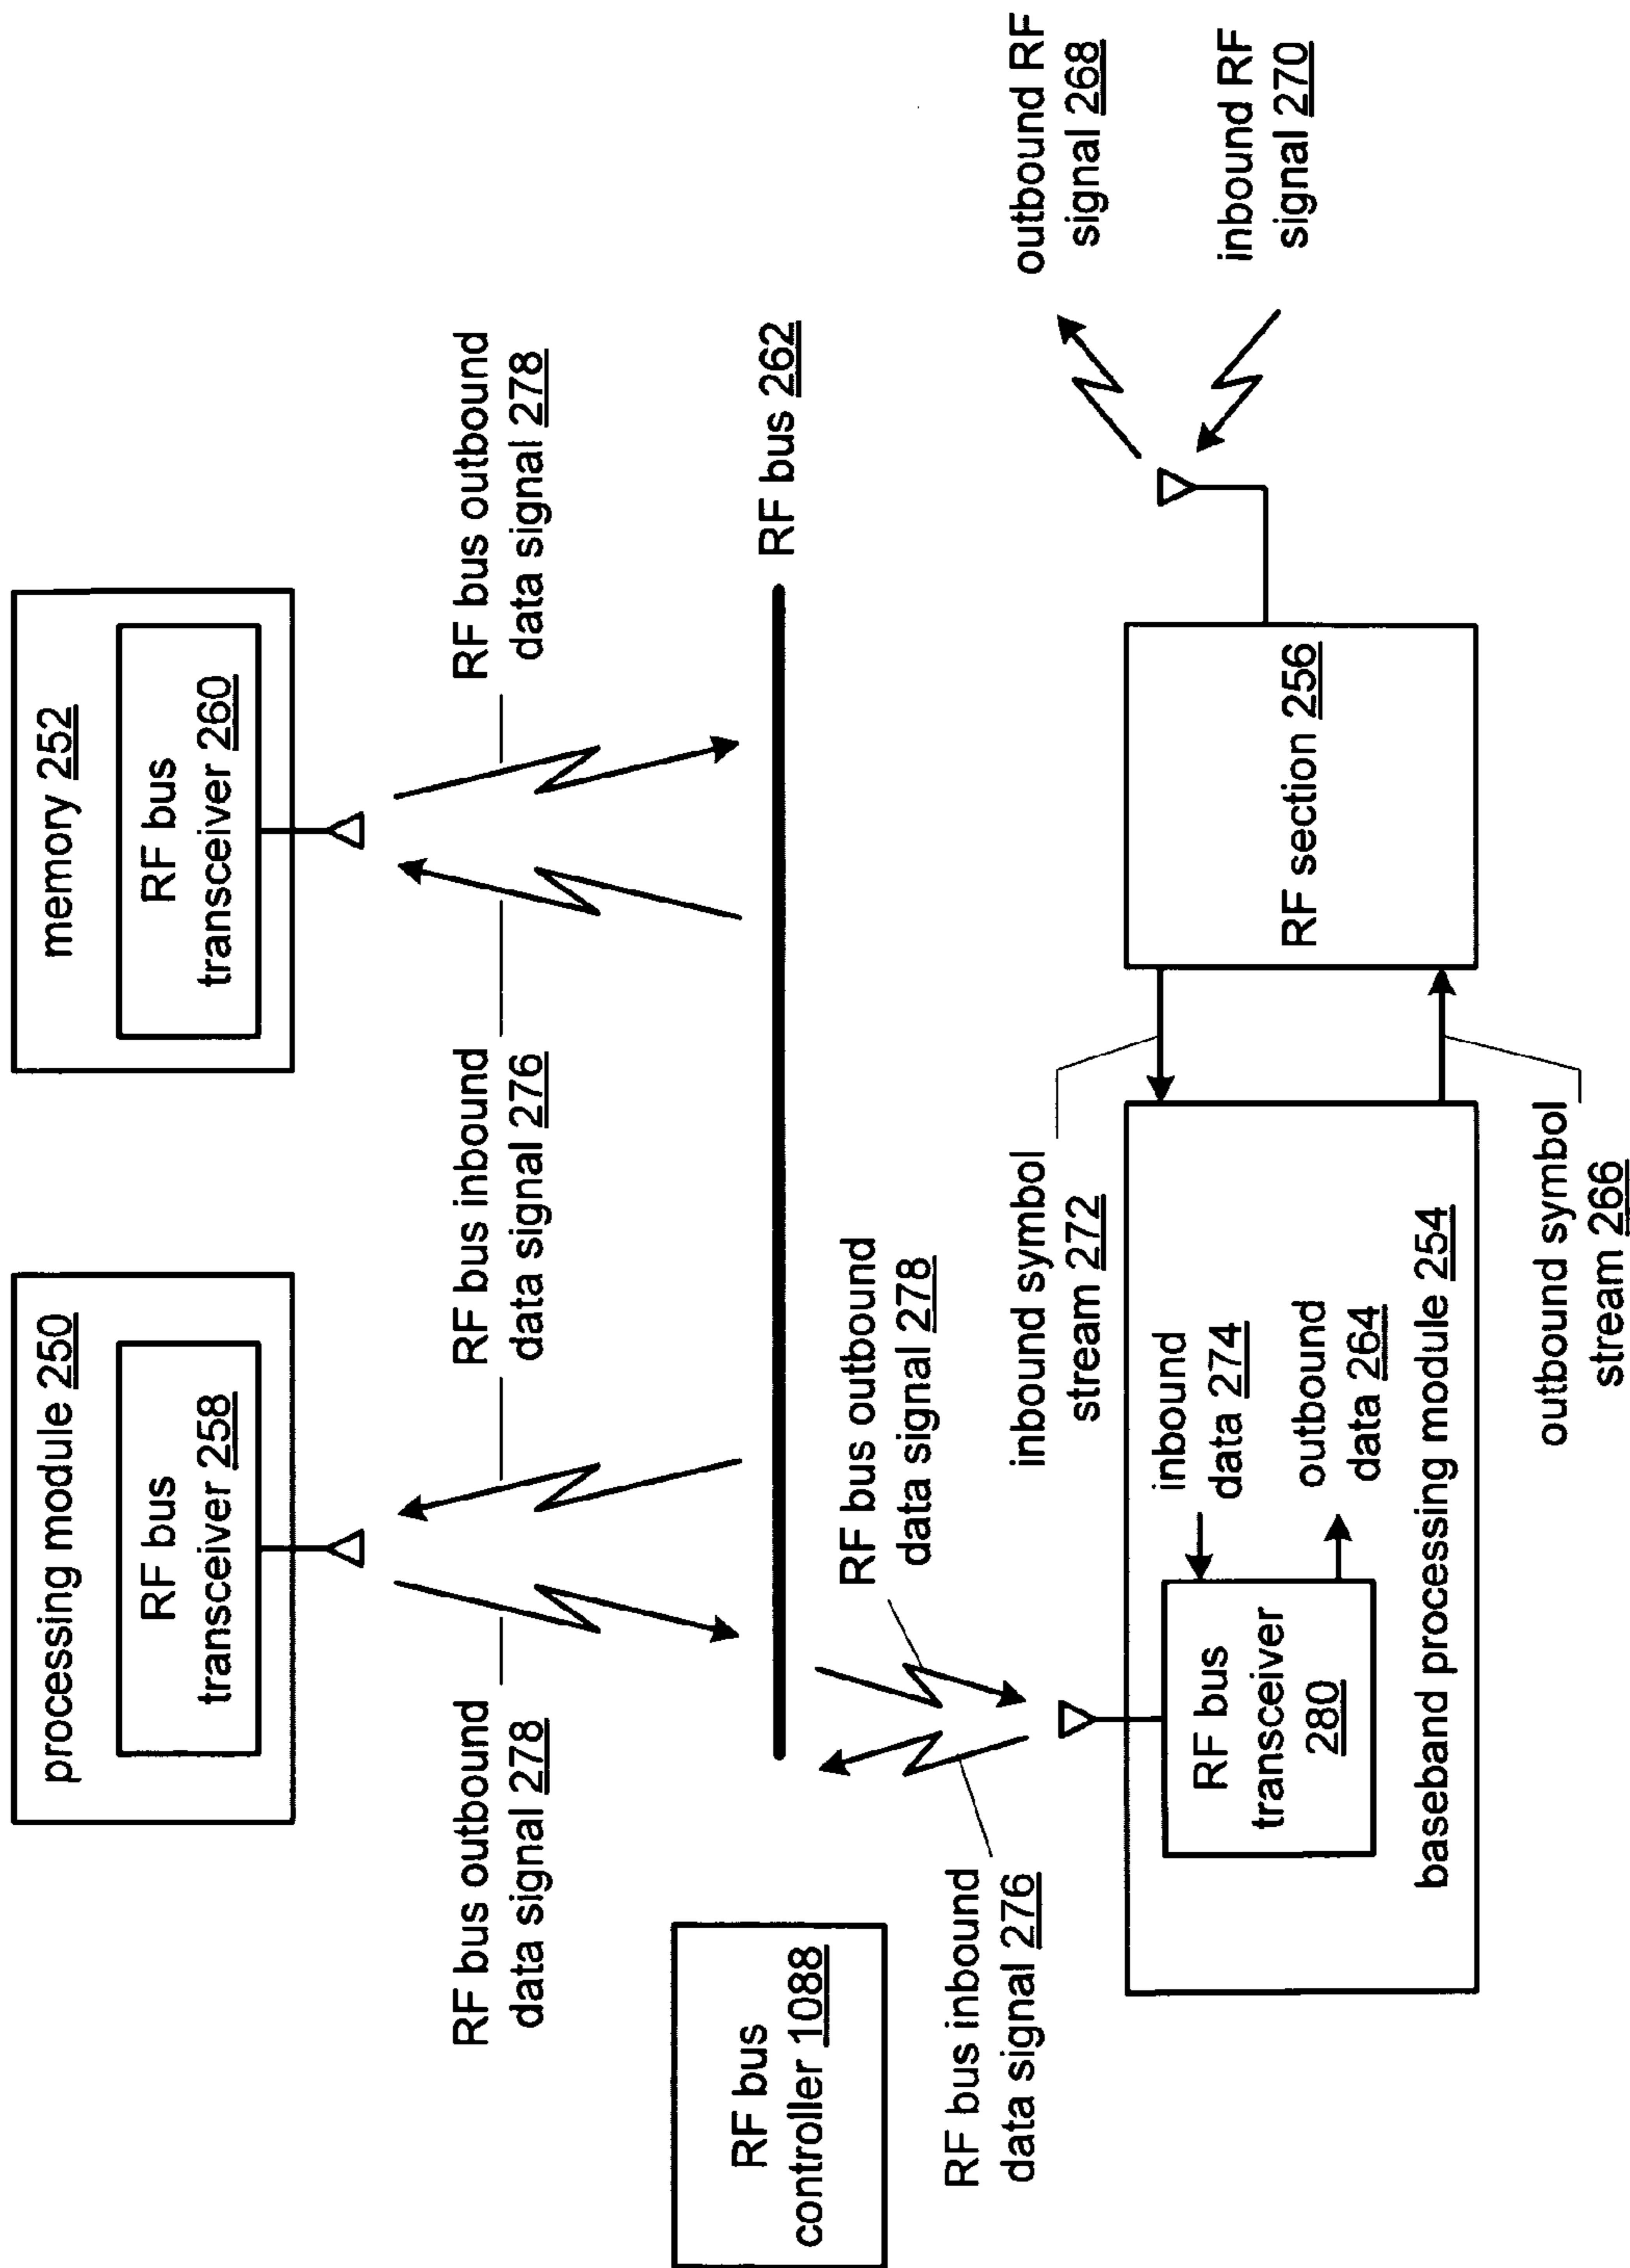 processing module 250
RF bus
transceiver 258
memory 252
RF bus
transceiver 260
RF bus outbound
data signal 278
RF bus inbound
data signal 276
RF bus outbound
data signal 278
RF bus
controller 1088
RF bus 262
RF bus outbound
data signal 278
RF bus inbound
data signal 276
inbound symbol
stream 272
RF bus
transceiver
280
inbound
data 274
outbound
data 264
baseband processing module 254
outbound symbol
stream 266
RF section 256
outbound RF
signal 268
inbound RF
signal 270